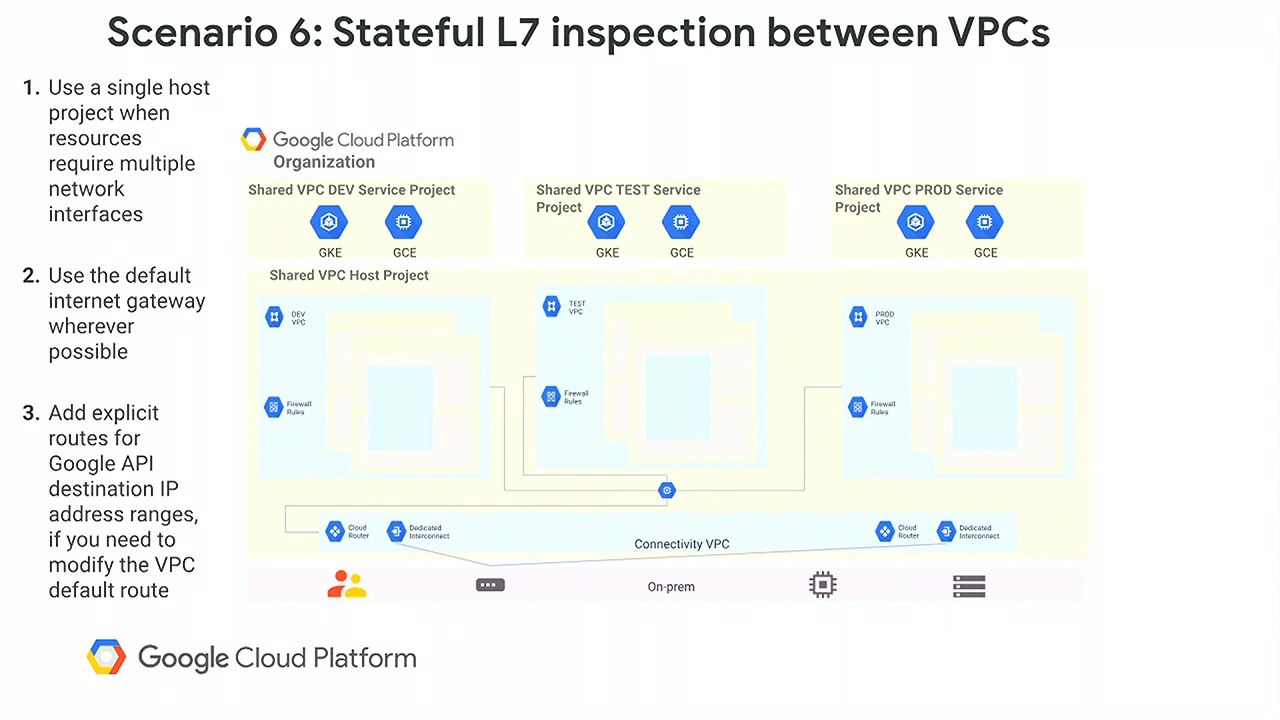 Scenario 6: Stateful L7 inspection between VPCs
1. Use a single host
project when
resources
require multiple
network
interfaces
2. Use the default
internet gateway
wherever
possible
3. Add explicit
routes for
Google API
destination IP
address ranges,
if you need to
modify the VPC
default route
Google Cloud Platform
Organization
Shared VPC DEV Service Project
GKE
GCE
Shared VPC TEST Service
Project
GKE
GCE
Shared VPC PROD Service
Project
GKE
GCE
Shared VPC Host Project
DEV
VPC
Firewall
Rules
TEST
VPC
Firewall
Rules
PROD
VPC
Firewall
Rules
Cloud
Router
Dedicated
Interconnect
Connectivity VPC
Cloud
Router
Dedicated
Interconnect
On-prem
Google Cloud Platform